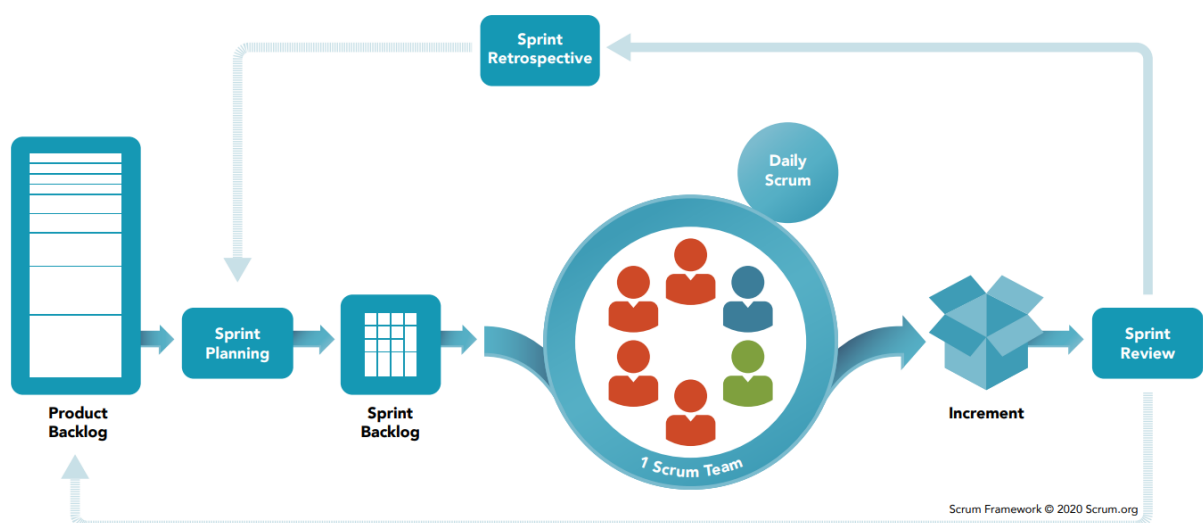 Sprint
Retrospective
Daily
Scrum
Sprint
Planning
Sprint
Review
Product
Backlog
Sprint
Backlog
1 Scrum Team
Increment
Scrum Framework © 2020 Scrum.org